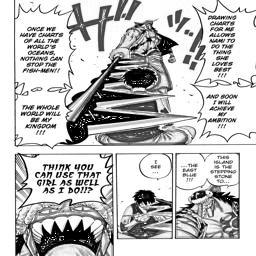 DRAWING
CHARTS
FOR ME
ALLOWS NAMI
TO DO
THE THING
SHE
LOVES
BEST
!!!
ONCE WE
HAVE CHARTS
OF ALL
THE
WORLD'S
OCEANS,
NOTHING CAN
STOP THE
FISH-MEN!!
AND SOON
I WILL
ACHIEVE
MY
AMBITION
!!!
THE WHOLE
WORLD WILL
BE MY
KINGDOM
!!!
THIS
ISLAND IS
THE
STEPPING
STONE TO...
...THE
EAST
BLUE
!!!
I
SEE
...
THINK YOU
CAN USE THAT
GIRL AS WELL
AS I DO!!?